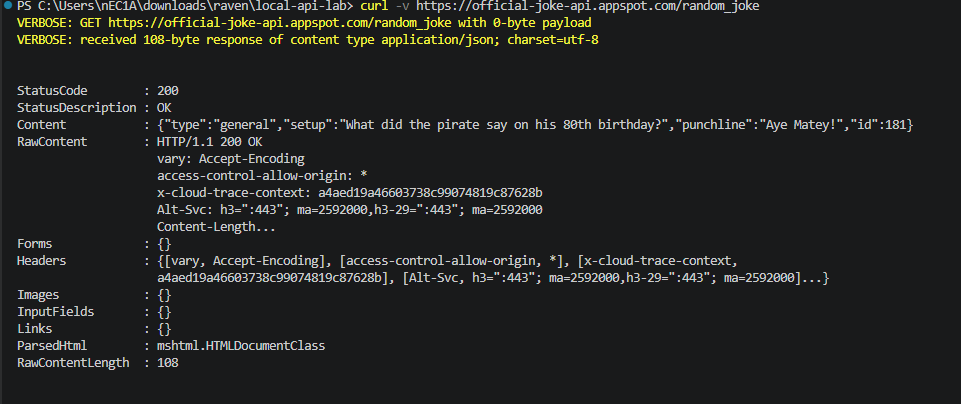 PS C:\Users\nEC1A\downloads\raven\local-api-lab> curl -v https://official-joke-api.appspot.com/random_joke
VERBOSE: GET https://official-joke-api.appspot.com/random_joke with 0-byte payload
VERBOSE: received 108-byte response of content type application/json; charset=utf-8
StatusCode        : 200
StatusDescription : OK
Content           : {"type":"general","setup":"What did the pirate say on his 80th birthday?","punchline":"Aye Matey!","id":181}
RawContent        : HTTP/1.1 200 OK
                    vary: Accept-Encoding
                    access-control-allow-origin: *
                    x-cloud-trace-context: a4aed19a46603738c99074819c87628b
                    Alt-Svc: h3=":443"; ma=2592000,h3-29=":443"; ma=2592000
                    Content-Length...
Forms             : {}
Headers           : {[vary, Accept-Encoding], [access-control-allow-origin, *], [x-cloud-trace-context,
                    a4aed19a46603738c99074819c87628b], [Alt-Svc, h3=":443"; ma=2592000,h3-29=":443"; ma=2592000]...}
Images            : {}
InputFields       : {}
Links             : {}
ParsedHtml        : mshtml.HTMLDocumentClass
RawContentLength  : 108